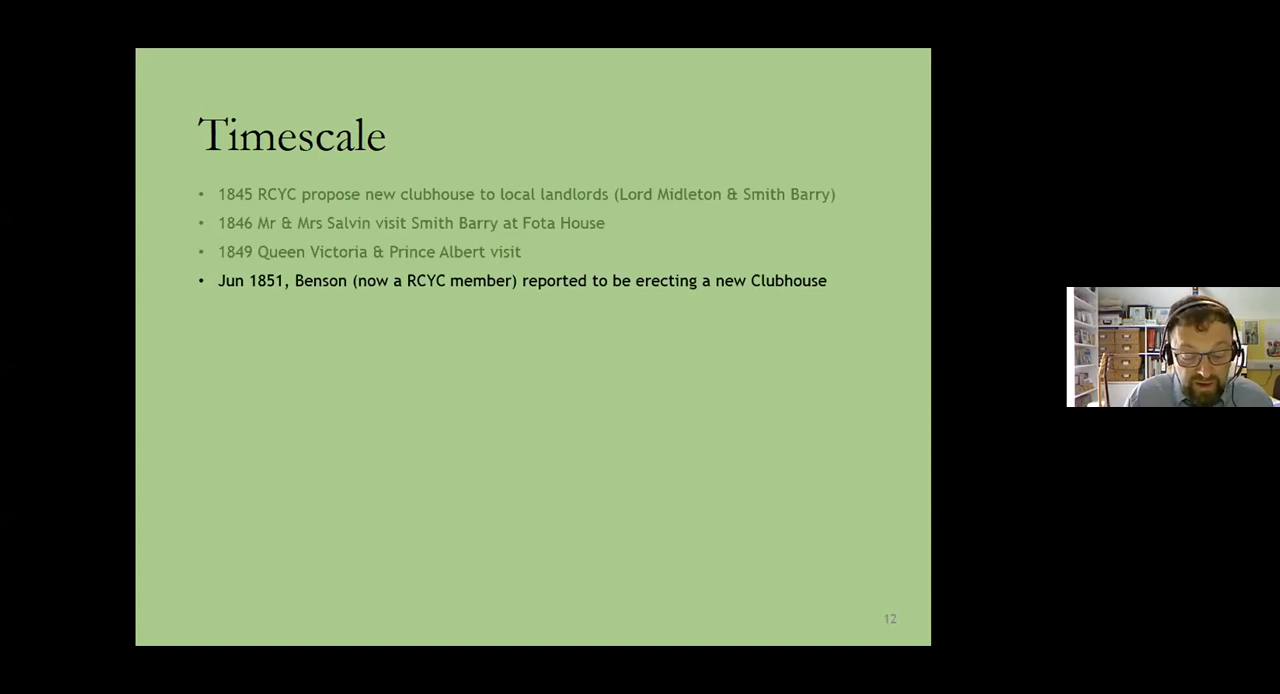 Timescale
• 1845 RCYC propose new clubhouse to local landlords (Lord Midleton & Smith Barry)
• 1846 Mr & Mrs Salvin visit Smith Barry at Fota House
• 1849 Queen Victoria & Prince Albert visit
• Jun 1851, Benson (now a RCYC member) reported to be erecting a new Clubhouse
12